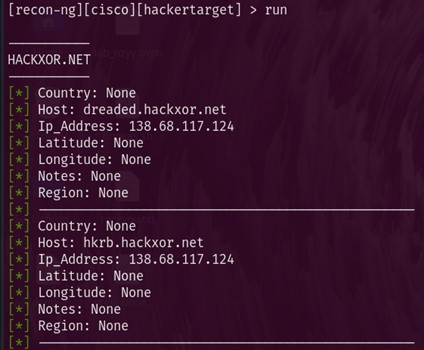 [recon-ng][cisco][hackertarget] > run
HACKXOR.NET
[*] Country: None
[*] Host: dreaded.hackxor.net
[*] Ip_Address: 138.68.117.124
[*] Latitude: None
[*] Longitude: None
[*] Notes: None
[*] Region: None
[*] --------------------------------------------------
[*] Country: None
[*] Host: hkrb.hackxor.net
[*] Ip_Address: 138.68.117.124
[*] Latitude: None
[*] Longitude: None
[*] Notes: None
[*] Region: None
[*] --------------------------------------------------